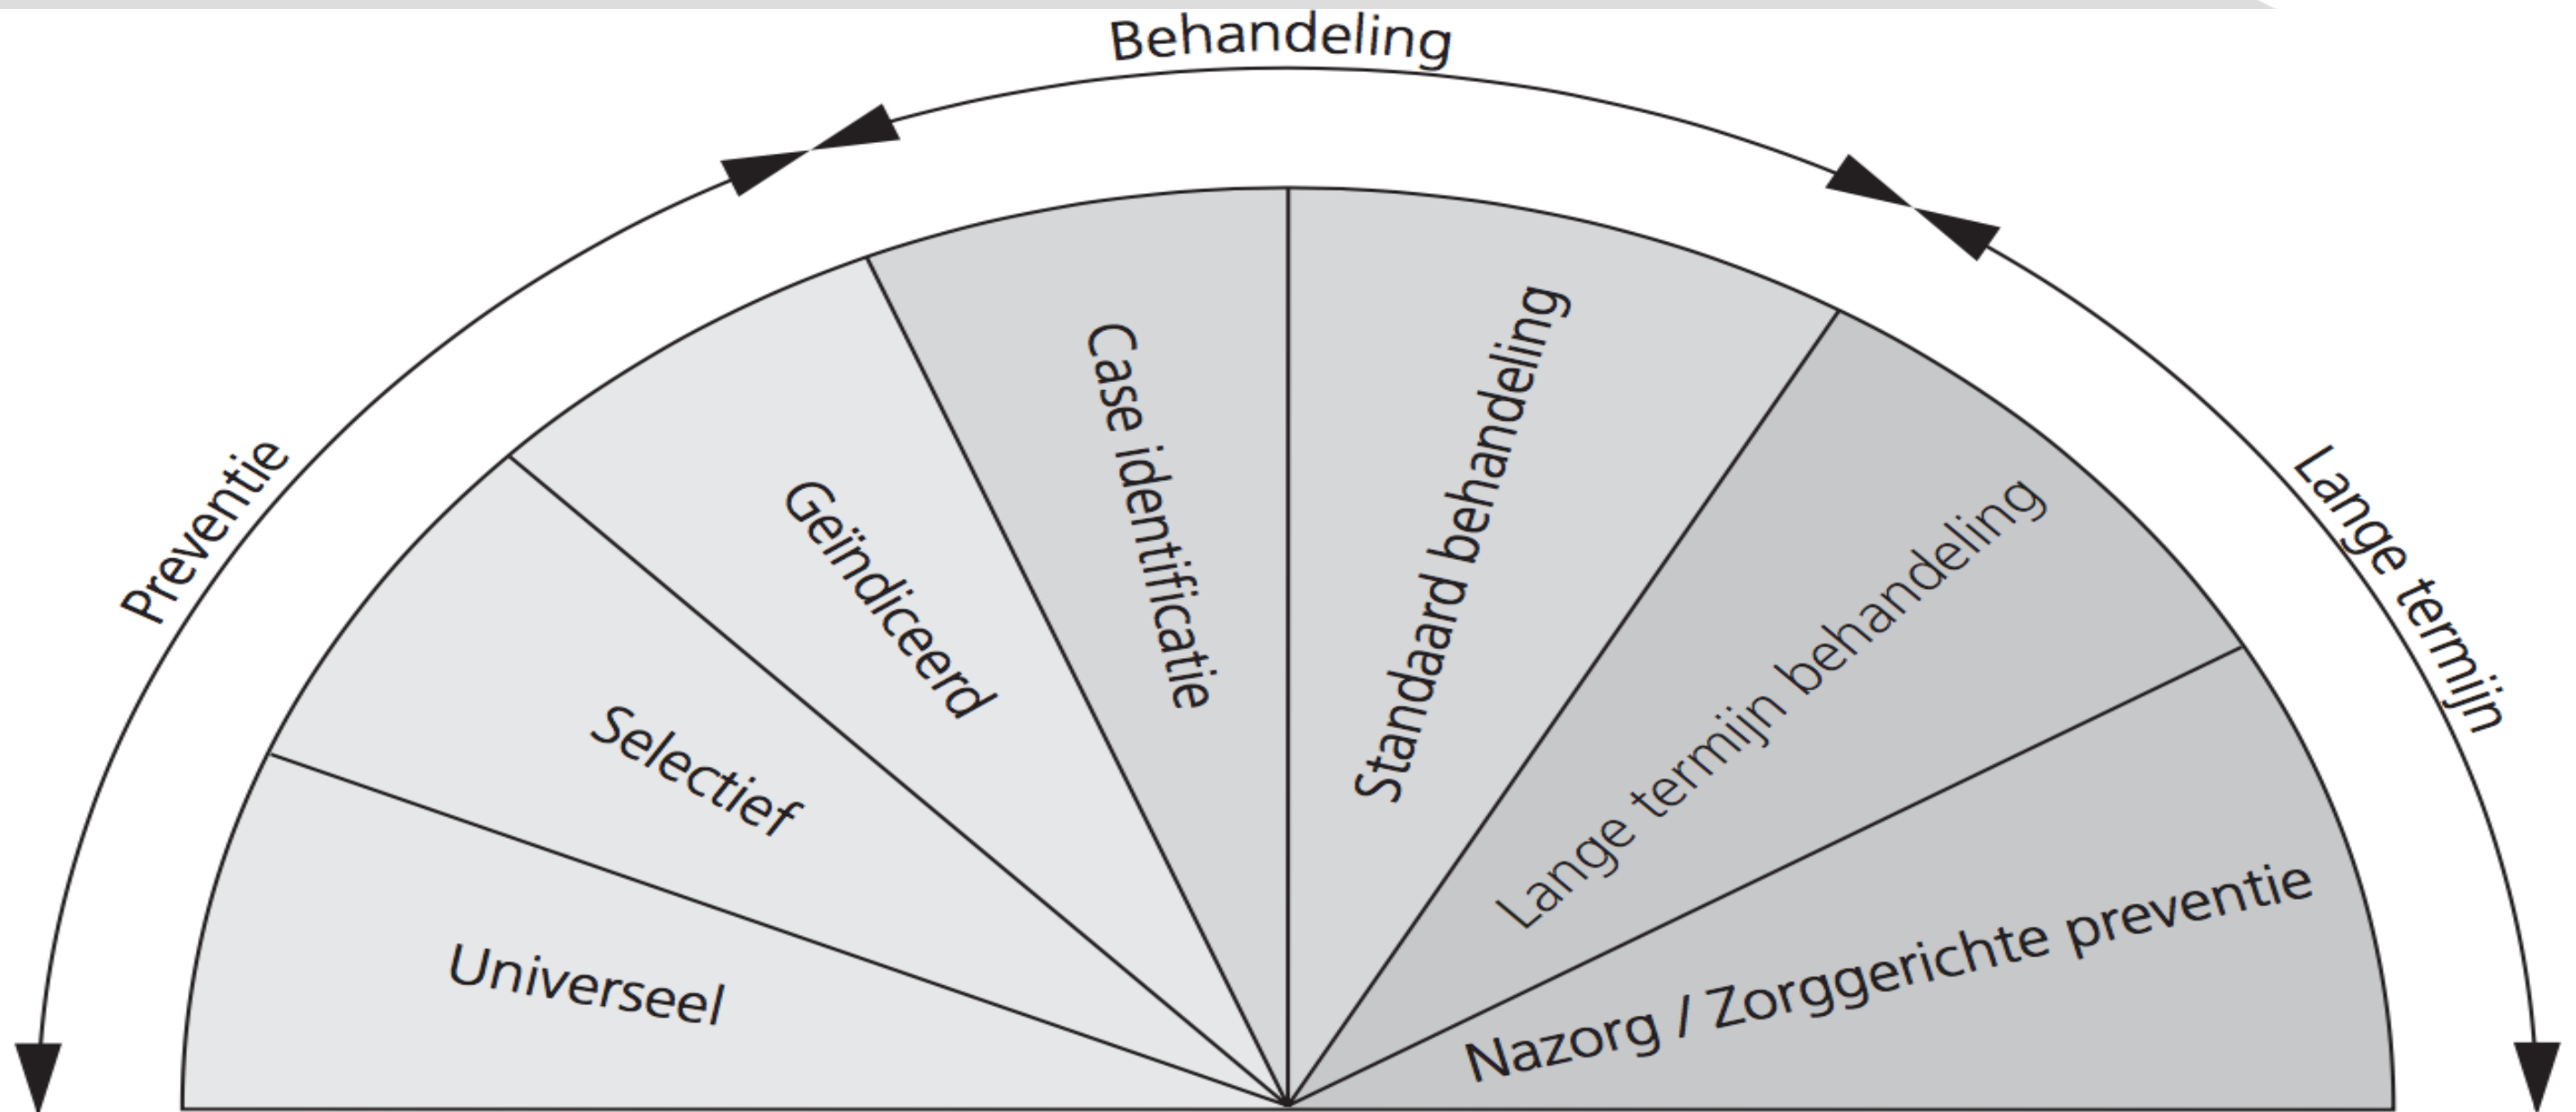 Behandeling
Preventie
Lange termijn
Universeel
Selectief
Geïndiceerd
Case identificatie
Standaard behandeling
Lange termijn behandeling
Nazorg / Zorggerichte preventie